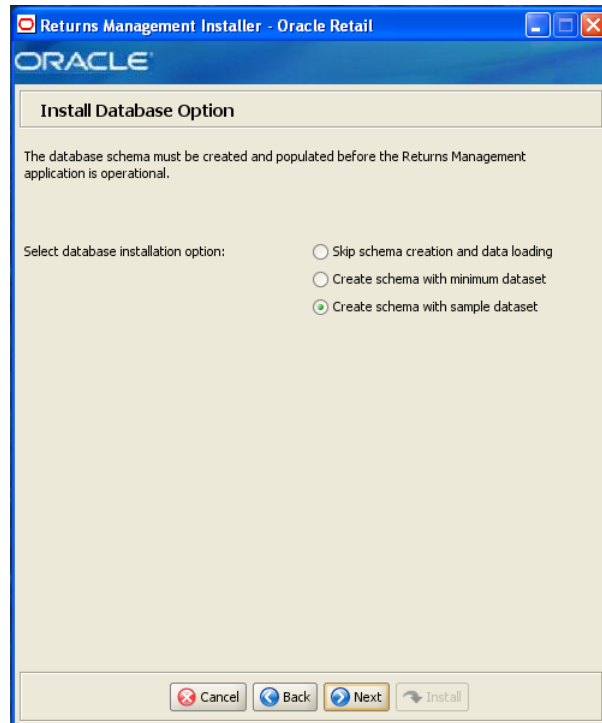 Returns Management Installer - Oracle Retail
ORACLE
Install Database Option
The database schema must be created and populated before the Returns Management
application is operational.
Select database installation option:
Skip schema creation and data loading
Create schema with minimum dataset
Create schema with sample dataset
Cancel
Back
Next
Install